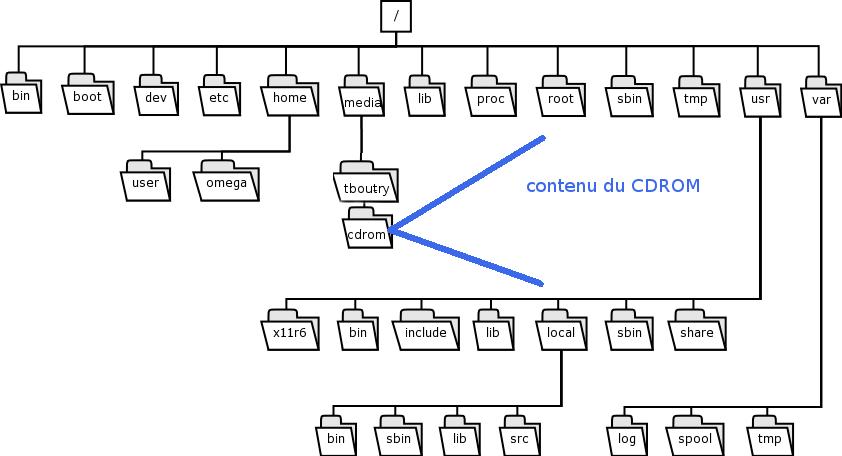 /
bin boot dev etc home media lib proc root sbin tmp usr var
user omega tboutry contenu du CDROM
cdrom
x11r6 bin include lib local sbin share
bin sbin lib src log spool tmp